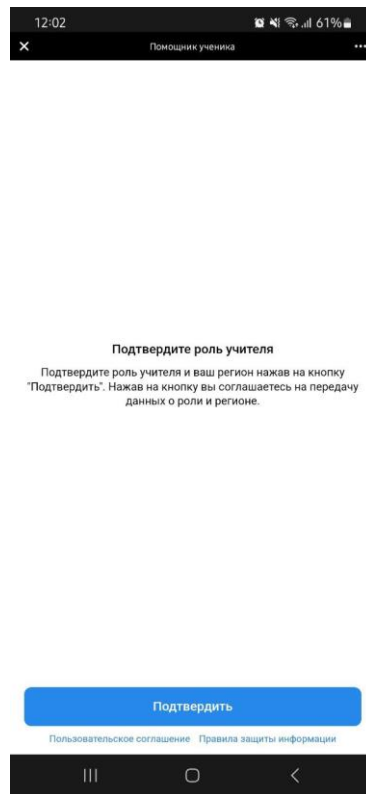 12:02
61%
Помощник ученика
Подтвердите роль учителя
Подтвердите роль учителя и ваш регион нажав на кнопку
"Подтвердить". Нажав на кнопку вы соглашаетесь на передачу
данных о роли и регионе.
Подтвердить
Пользовательское соглашение Правила защиты информации